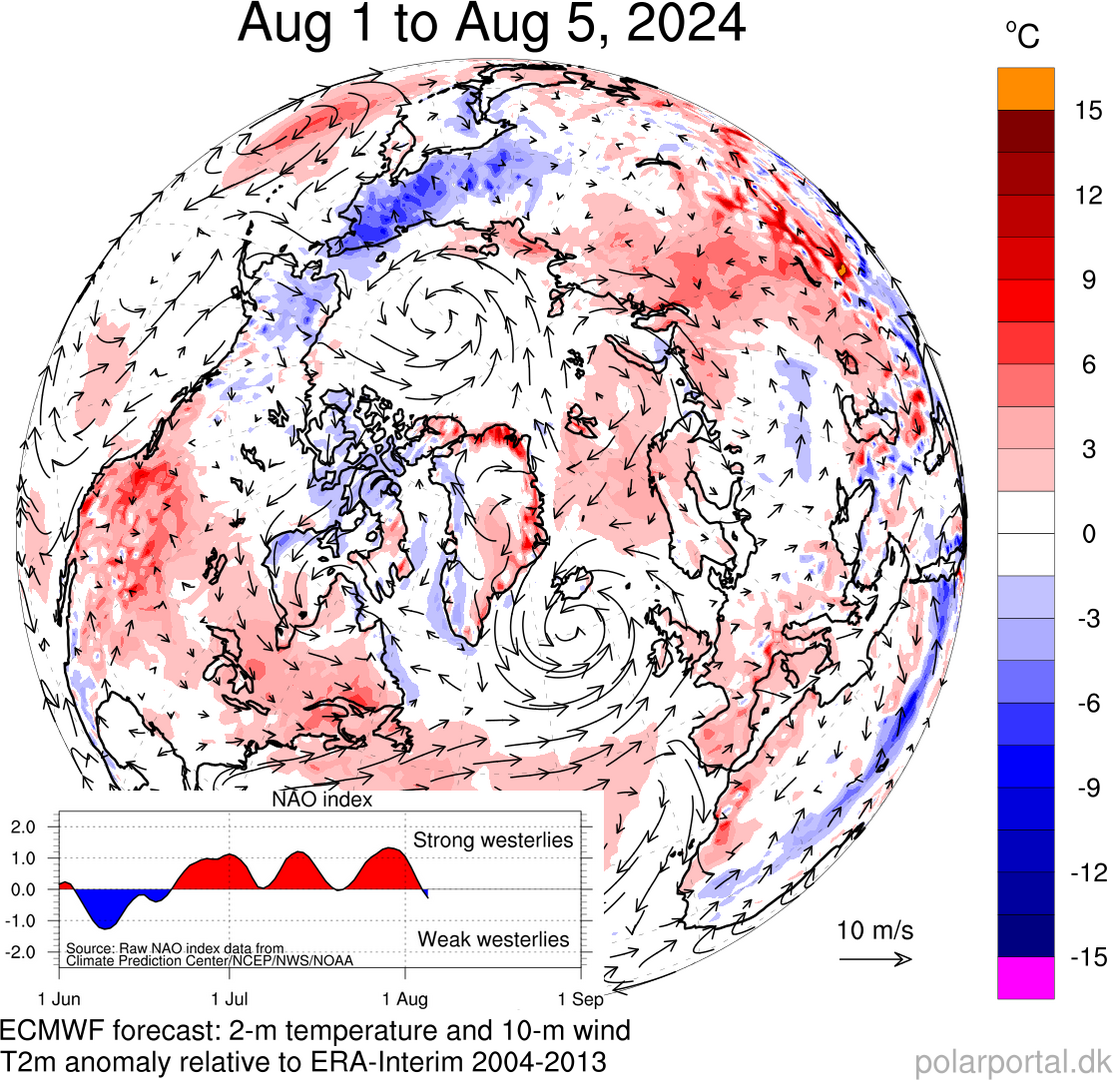 Aug 1 to Aug 5, 2024
°C
15
12
9
6
3
0
-3
-6
-9
-12
-15
NAO index
2.0
1.0
0.0
-1.0
-2.0
Strong westerlies
Weak westerlies
Source: Raw NAO index data from
Climate Prediction Center/NCEP/NWS/NOAA
1 Jun
1 Jul
1 Aug
1 Sep
10 m/s
ECMWF forecast: 2-m temperature and 10-m wind
T2m anomaly relative to ERA-Interim 2004-2013
polarportal.dk